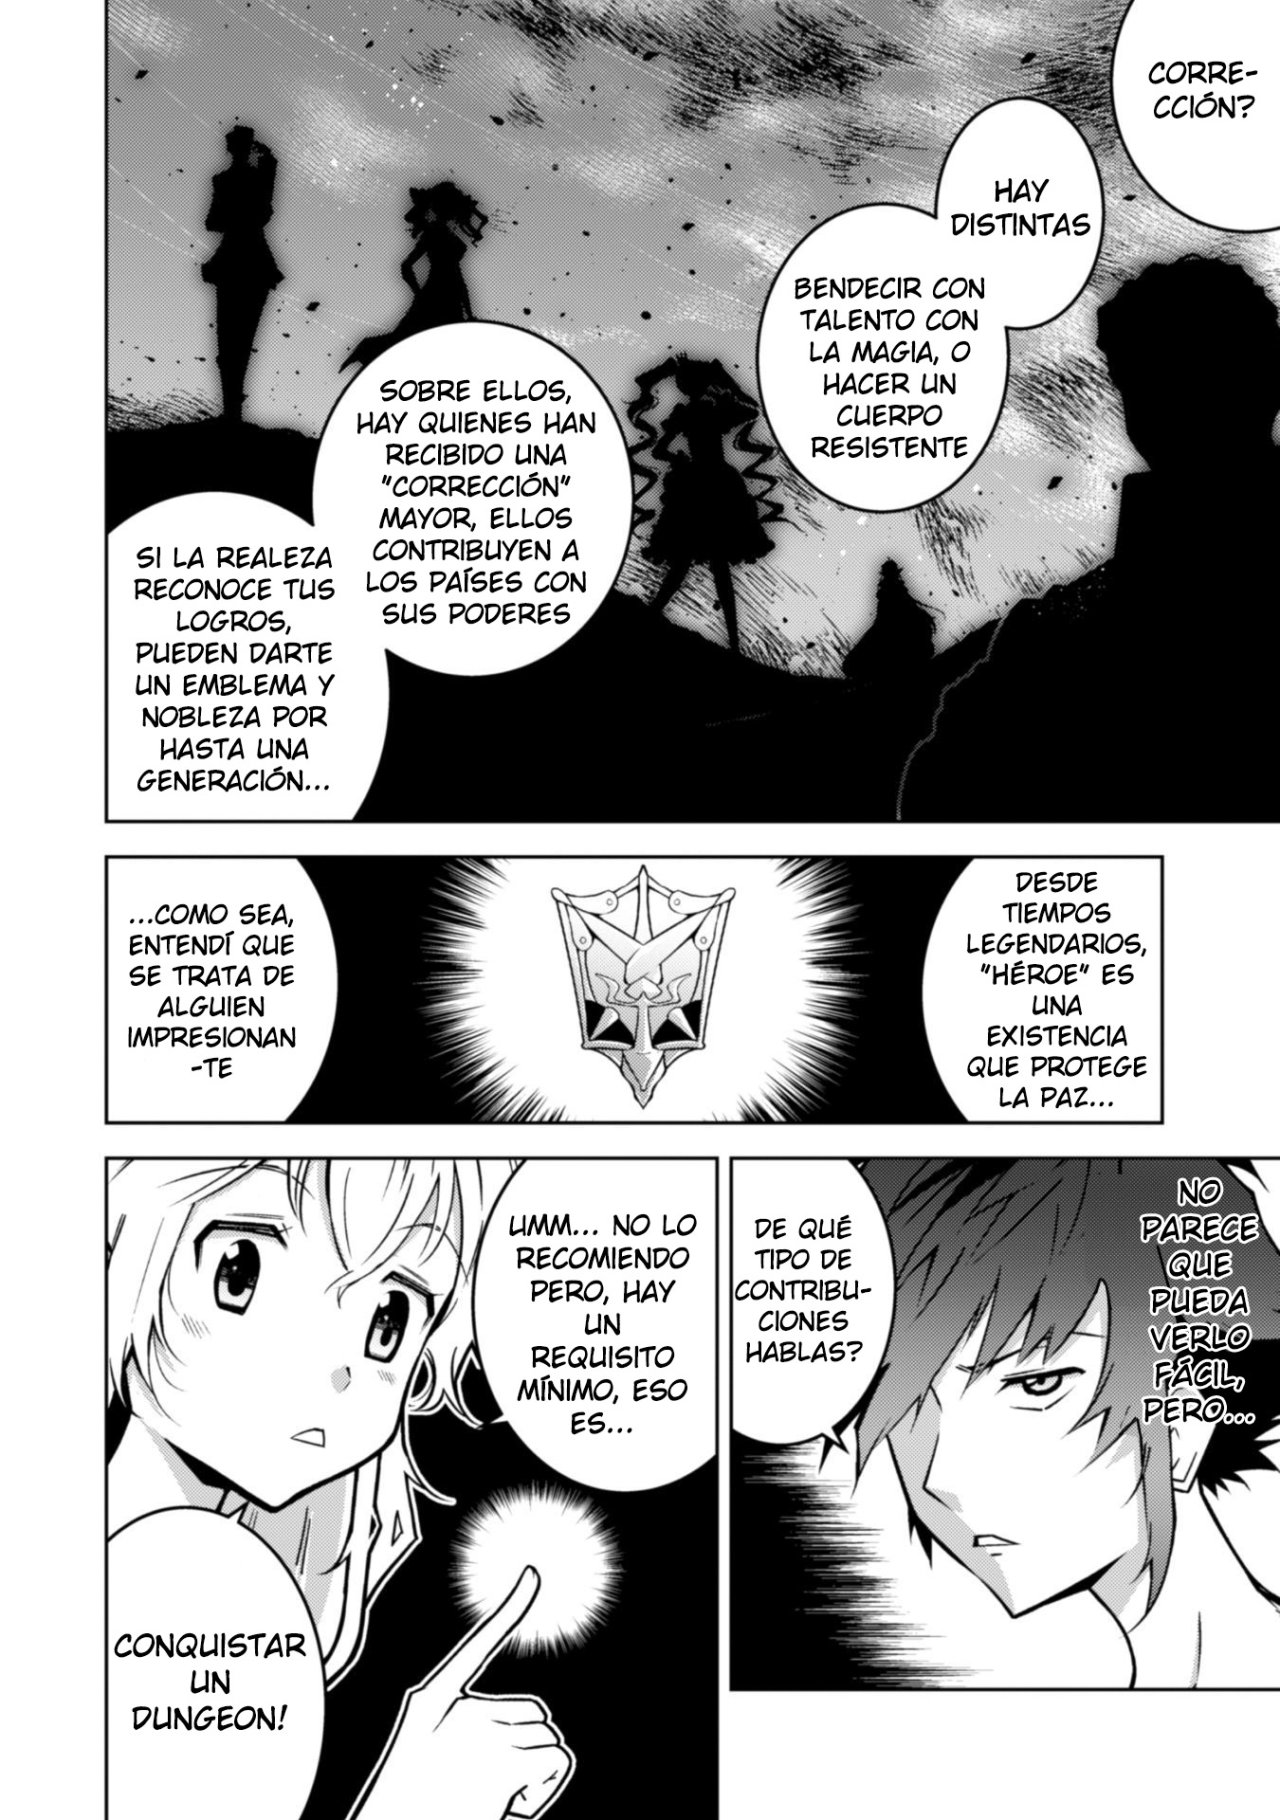 CORRE-
CCIÓN?
HAY
DISTINTAS
BENDECIR CON
TALENTO CON
LA MAGIA, O
HACER UN
CUERPO
RESISTENTE
SOBRE ELLOS,
HAY QUIENES HAN
RECIBIDO UNA
"CORRECCIÓN"
MAYOR, ELLOS
CONTRIBUYEN A
LOS PAÍSES CON
SUS PODERES
SI LA REALEZA
RECONOCE TUS
LOGROS,
PUEDEN DARTE
UN EMBLEMA Y
NOBLEZA POR
HASTA UNA
GENERACIÓN...
DESDE
TIEMPOS
LEGENDARIOS,
"HÉROE" ES
UNA
EXISTENCIA
QUE PROTEGE
LA PAZ...
...COMO SEA,
ENTENDÍ QUE
SE TRATA DE
ALGUIEN
IMPRESIONAN
-TE
NO
PARECE
QUE
PUEDA
VERLO
FÁCIL,
PERO...
DE QUÉ
TIPO DE
CONTRIBU-
CIONES
HABLAS?
UMM... NO LO
RECOMIENDO
PERO, HAY
UN
REQUISITO
MÍNIMO, ESO
ES...
CONQUISTAR
UN
DUNGEON!